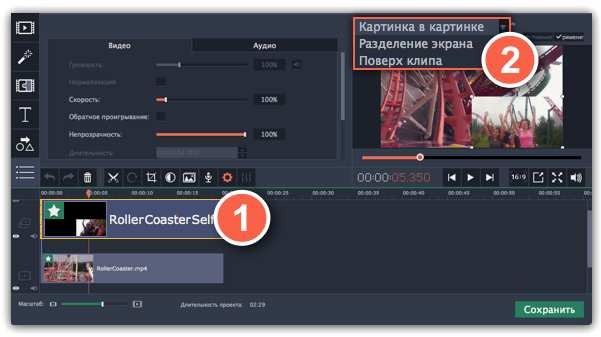 Картинка в картинке
Разделение экрана
Поверх клипа
2
Видео
Аудио
Громкость:
100%
Нормализация
Скорость:
100%
Обратное проигрывание:
Непрозрачность:
100%
Длительность:
00:00:05.350
16:9
00:00:00
00:00:05
00:00:10
00:00:15
00:00:20
00:00:25
00:00:30
00:00:35
00:00:40
00:00:45
00:00:50
00:00:55
RollerCoasterSelf
1
RollerCoaster.mp4
Масштаб:
Длительность проекта:
02:29
Сохранить